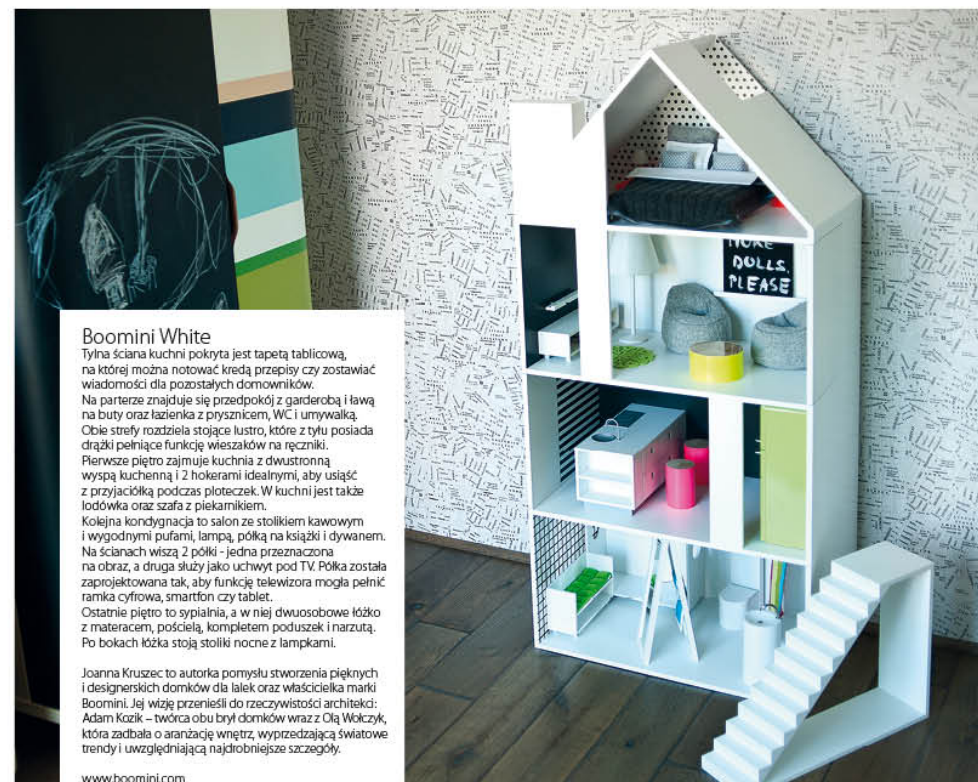 MORE
DOLLS,
PLEASE
Boomini White
Tylna ściana kuchni pokryta jest tapetą tablicową,
na której można notować kredą przepisy czy zostawiać
wiadomości dla pozostałych domowników.
Na parterze znajduje się przedpokój z garderobą i ławą
na buty oraz łazienka z prysznicem, WC i umywalką.
Obie strefy rozdziela stojące lustro, które z tyłu posiada
drążki pełniące funkcję wieszaków na ręczniki.
Pierwsze piętro zajmuje kuchnia z dwustronną
wyspą kuchenną i 2 hokerami idealnymi, aby usiąść
z przyjaciółką podczas ploteczek. W kuchni jest także
lodówka oraz szafa z piekarnikiem.
Kolejna kondygnacja to salon ze stolikiem kawowym
i wygodnymi pufami, lampą, półką na książki i dywanem.
Na ścianach wiszą 2 półki - jedna przeznaczona
na obraz, a druga służy jako uchwyt pod TV. Półka została
zaprojektowana tak, aby funkcję telewizora mogła pełnić
ramka cyfrowa, smartfon czy tablet.
Ostatnie piętro to sypialnia, a w niej dwuosobowe łóżko
z materacem, pościelą, kompletem poduszek i narzutą.
Po bokach łóżka stoją stoliki nocne z lampkami.
Joanna Kruszec to autorka pomysłu stworzenia pięknych
i designerskich domków dla lalek oraz właścicielka marki
Boomini. Jej wizję przenieśli do rzeczywistości architekci:
Adam Kozik – twórca obu brył domków wraz z Olą Wołczyk,
która zadbała o aranżację wnętrz, wyprzedzającą światowe
trendy i uwzględniającą najdrobniejsze szczegóły.
www.boomini.com